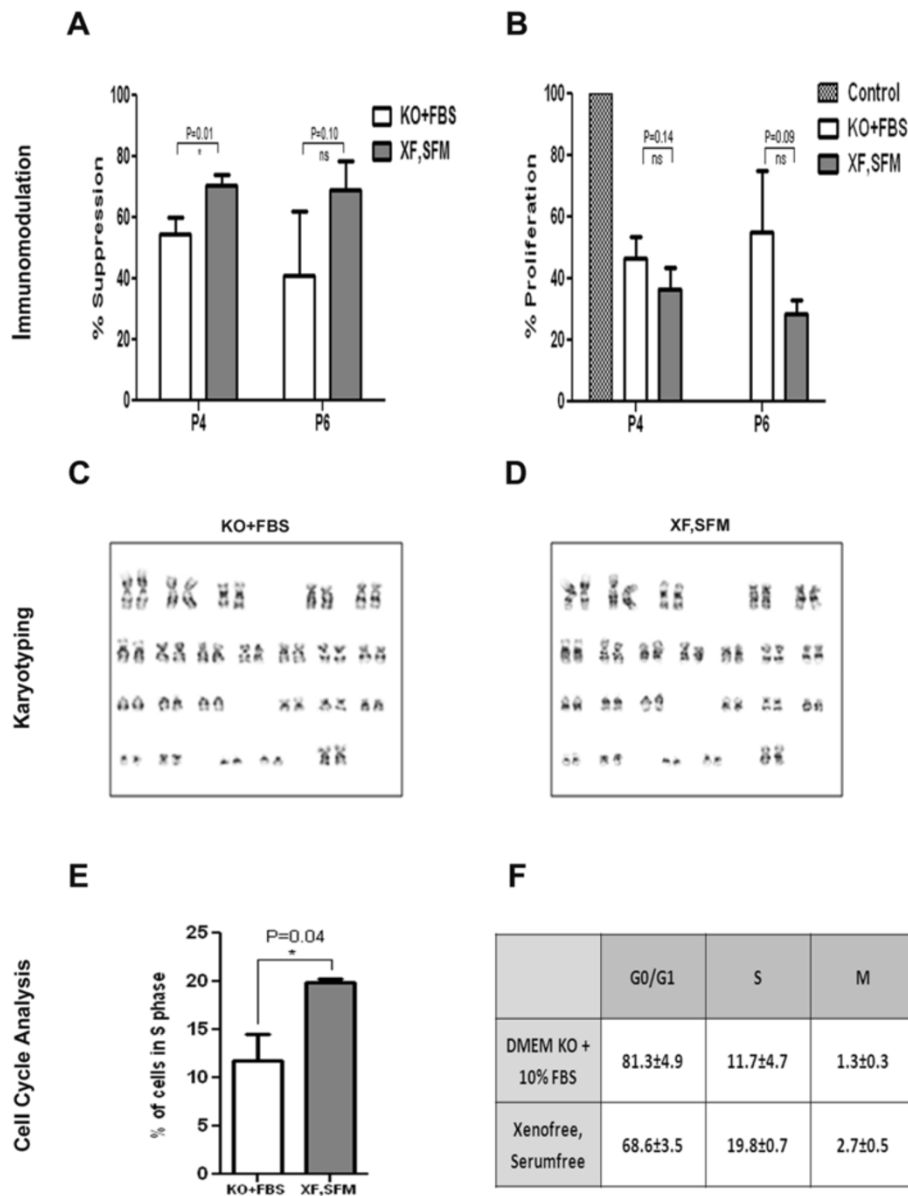 A
B
Immunomodulation
% Suppression
100
80
60
40
20
0
P=0.01
*
P=0.10
ns
KO+FBS
XF,SFM
P4
P6
% Proliferation
100
80
60
40
20
0
P=0.14
ns
P=0.09
ns
Control
KO+FBS
XF,SFM
P4
P6
C
D
Karyotyping
KO+FBS
XF,SFM
E
F
Cell Cycle Analysis
% of cells in S phase
25
20
15
10
5
0
P=0.04
*
KO+FBS
XF,SFM
G0/G1 S M
DMEM KO +
10% FBS
81.3±4.9 11.7±4.7 1.3±0.3
Xenofree,
Serumfree
68.6±3.5 19.8±0.7 2.7±0.5